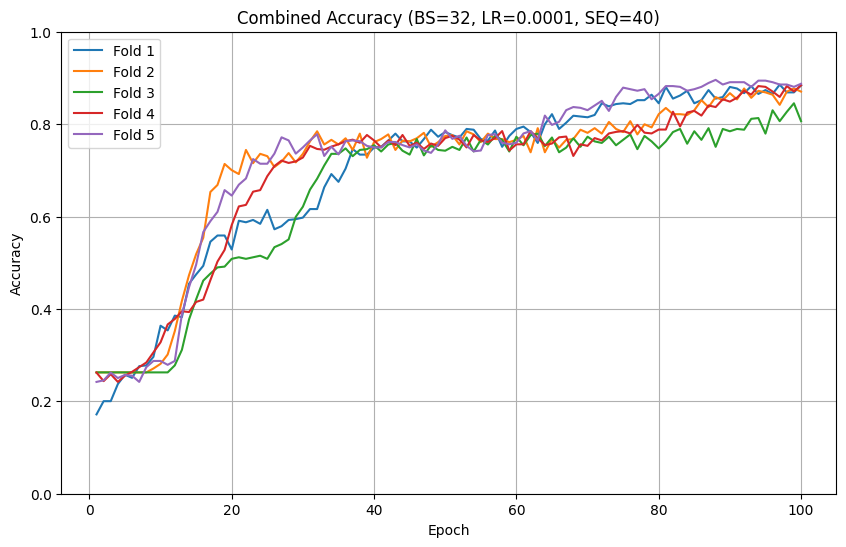 Combined Accuracy (BS=32, LR=0.0001, SEQ=40)
Fold 1
Fold 2
Fold 3
Fold 4
Fold 5
Accuracy
1.0
0.8
0.6
0.4
0.2
0.0
0 20 40 60 80 100
Epoch